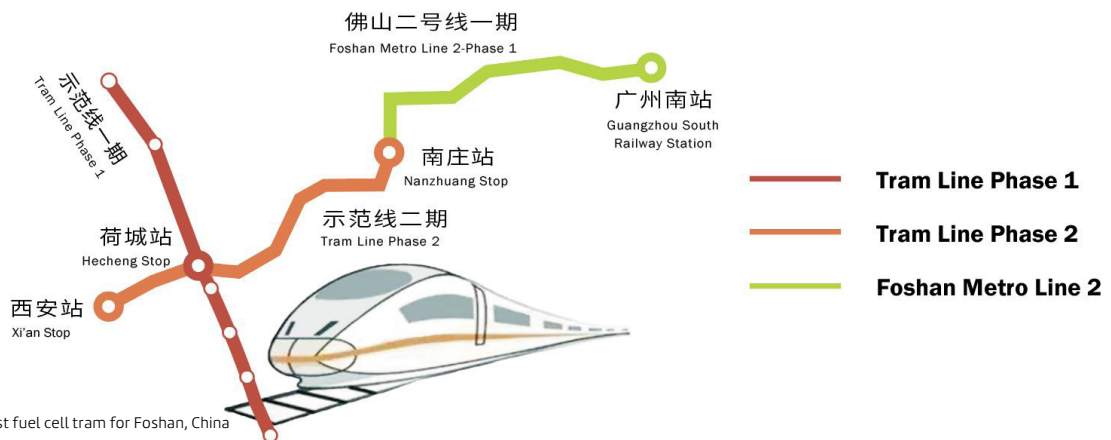 佛山二号线一期
Foshan Metro Line 2-Phase 1
示范线一期
Tram Line Phase 1
广州南站
Guangzhou South
Railway Station
南庄站
Nanzhuang Stop
示范线二期
Tram Line Phase 2
荷城站
Hecheng Stop
西安站
Xi'an Stop
Tram Line Phase 1
Tram Line Phase 2
Foshan Metro Line 2
st fuel cell tram for Foshan, China